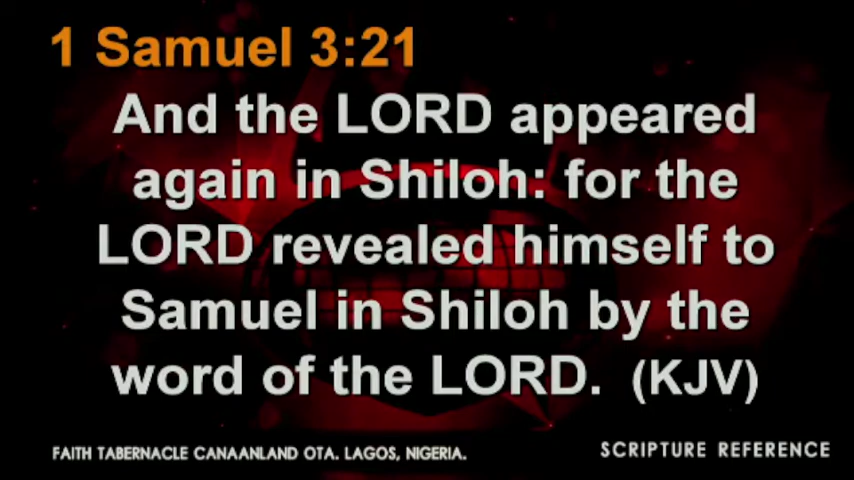 1 Samuel 3:21
And the LORD appeared
again in Shiloh: for the
LORD revealed himself to
Samuel in Shiloh by the
word of the LORD. (KJV)
FAITH TABERNACLE CANAANLAND OTA. LAGOS, NIGERIA.
SCRIPTURE REFERENCE